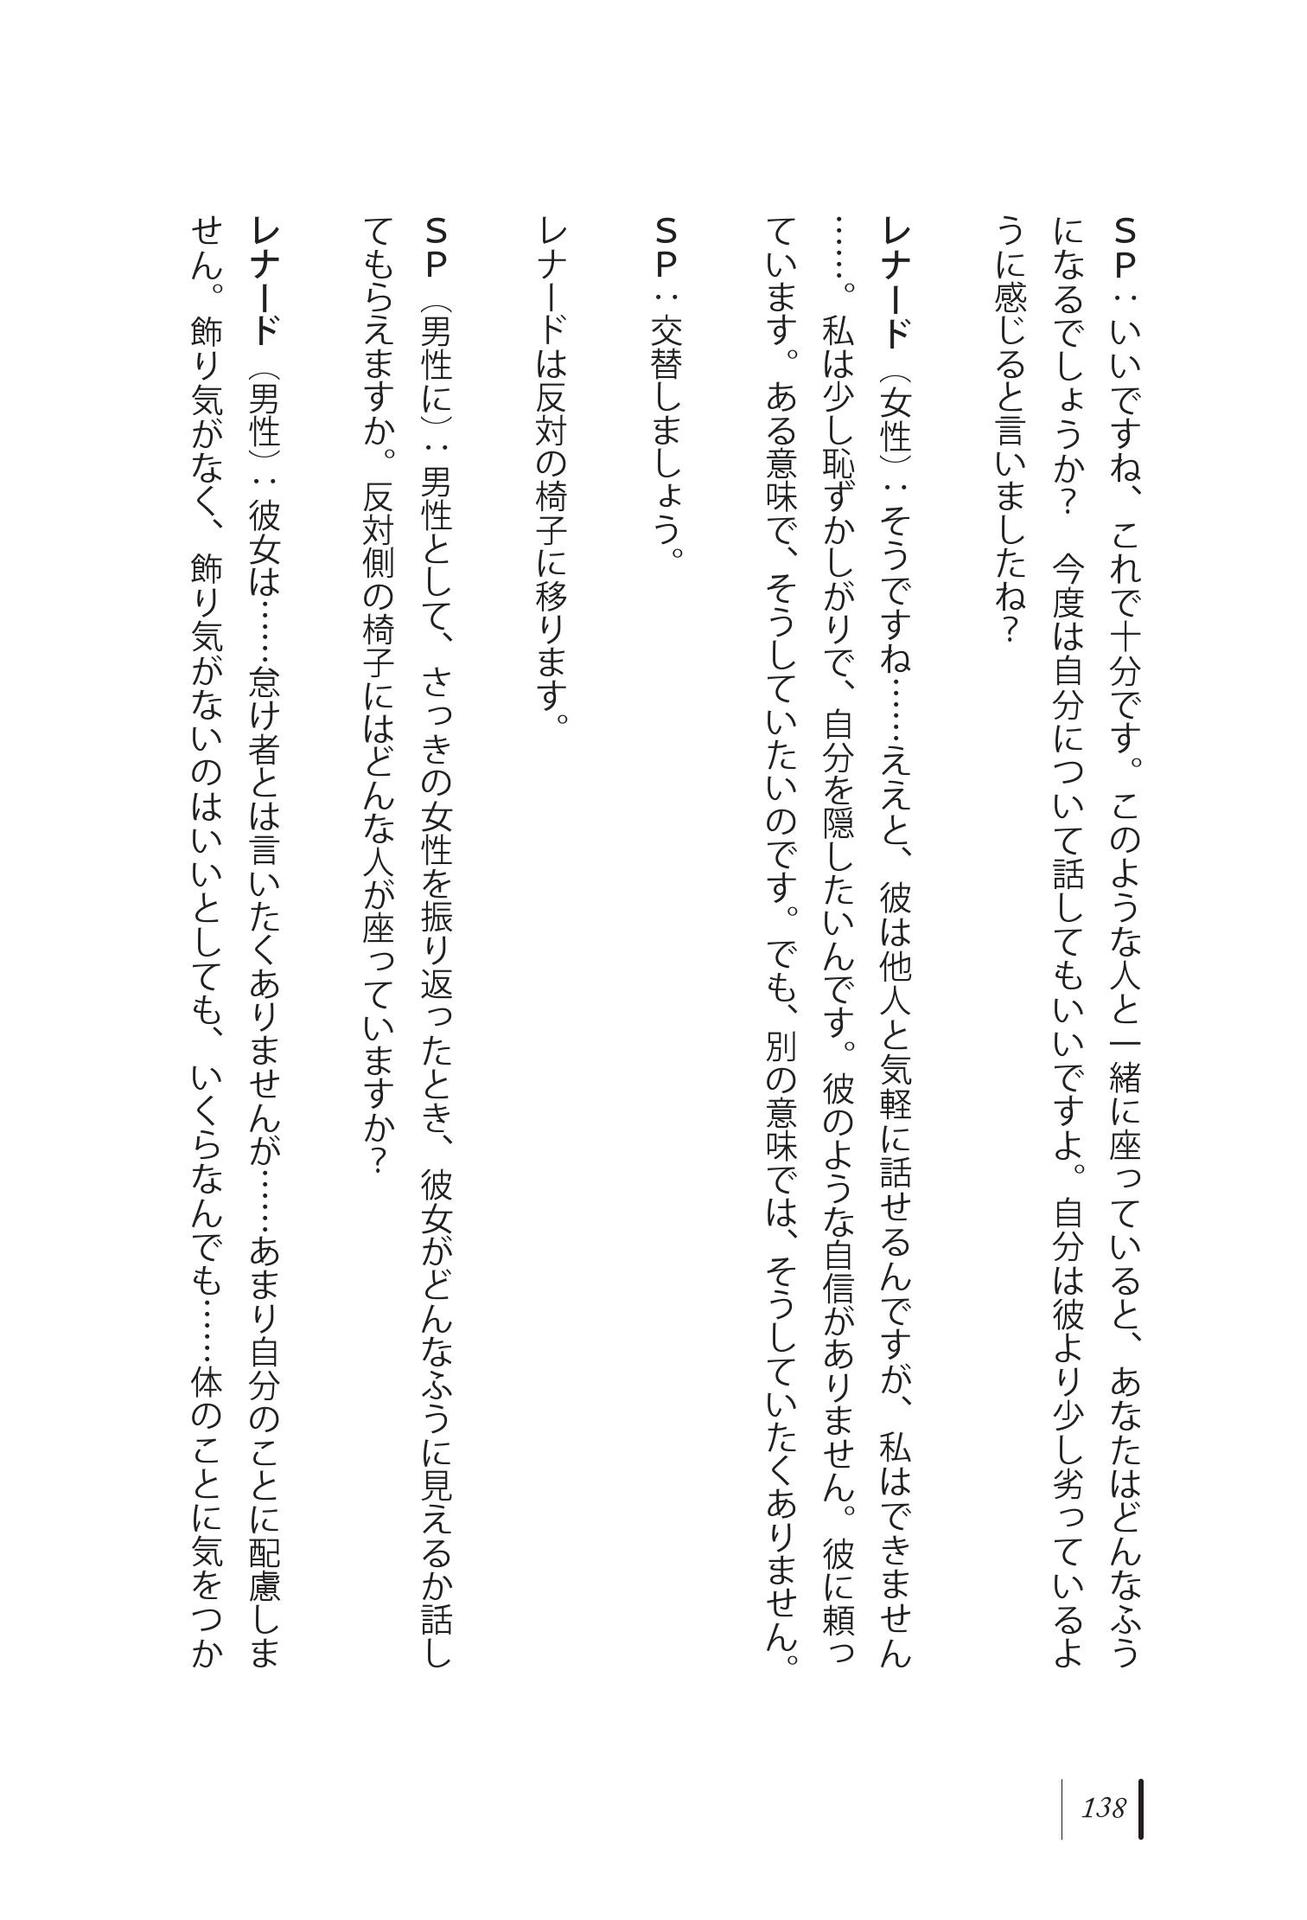 ＳＰ：いいですね、これで十分です。このような人と一緒に座っていると、あなたはどんなふう
になるでしょうか？　今度は自分について話してもいいですよ。自分は彼より少し劣っているよ
うに感じると言いましたね？
レナード（女性）：そうですね……ええと、彼は他人と気軽に話せるんですが、私はできません
……。私は少し恥ずかしがりで、自分を隠したいんです。彼のような自信がありません。彼に頼っ
ています。ある意味で、そうしていたいのです。でも、別の意味では、そうしていたくありません。
ＳＰ：交替しましょう。
レナードは反対の椅子に移ります。
ＳＰ（男性に）：男性として、さっきの女性を振り返ったとき、彼女がどんなふうに見えるか話し
てもらえますか。反対側の椅子にはどんな人が座っていますか？
レナード（男性）：彼女は……怠け者とは言いたくありませんが……あまり自分のことに配慮しま
せん。飾り気がなく、飾り気がないのはいいとしても、いくらなんでも……体のことに気をつか
138